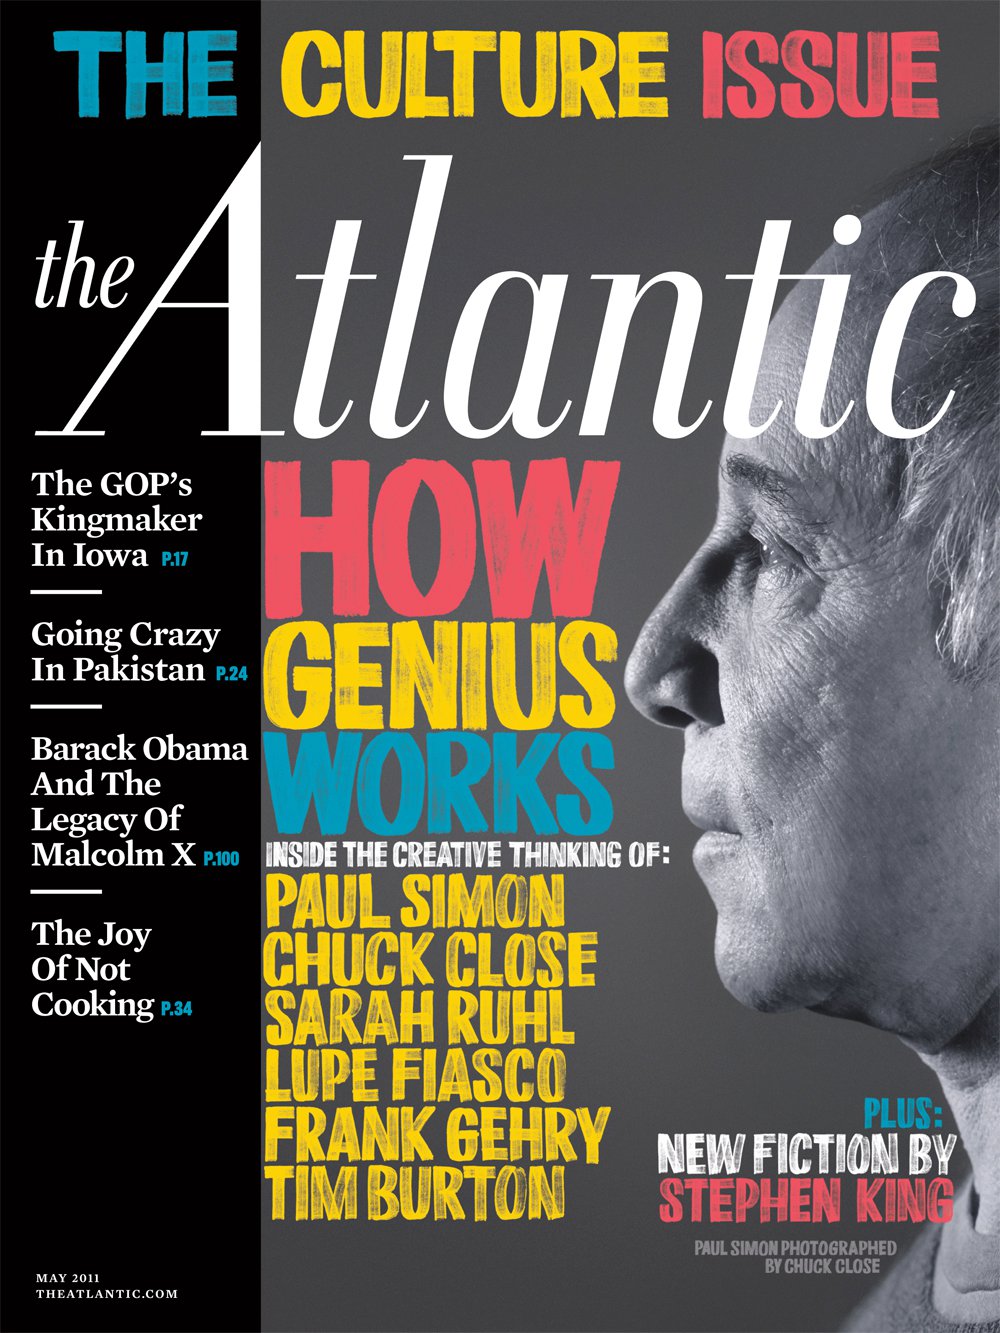 THE CULTURE ISSUE
the Atlantic
The GOP's
Kingmaker
In Iowa P.17
Going Crazy
In Pakistan P.24
Barack Obama
And The
Legacy Of
Malcolm X P.100
The Joy
Of Not
Cooking P.34
MAY 2011
THEATLANTIC.COM
HOW
GENIUS
WORKS
INSIDE THE CREATIVE THINKING OF:
PAUL SIMON
CHUCK CLOSE
SARAH RUHL
LUPE FIASCO
FRANK GEHRY
TIM BURTON
PLUS:
NEW FICTION BY
STEPHEN KING
PAUL SIMON PHOTOGRAPHED
BY CHUCK CLOSE